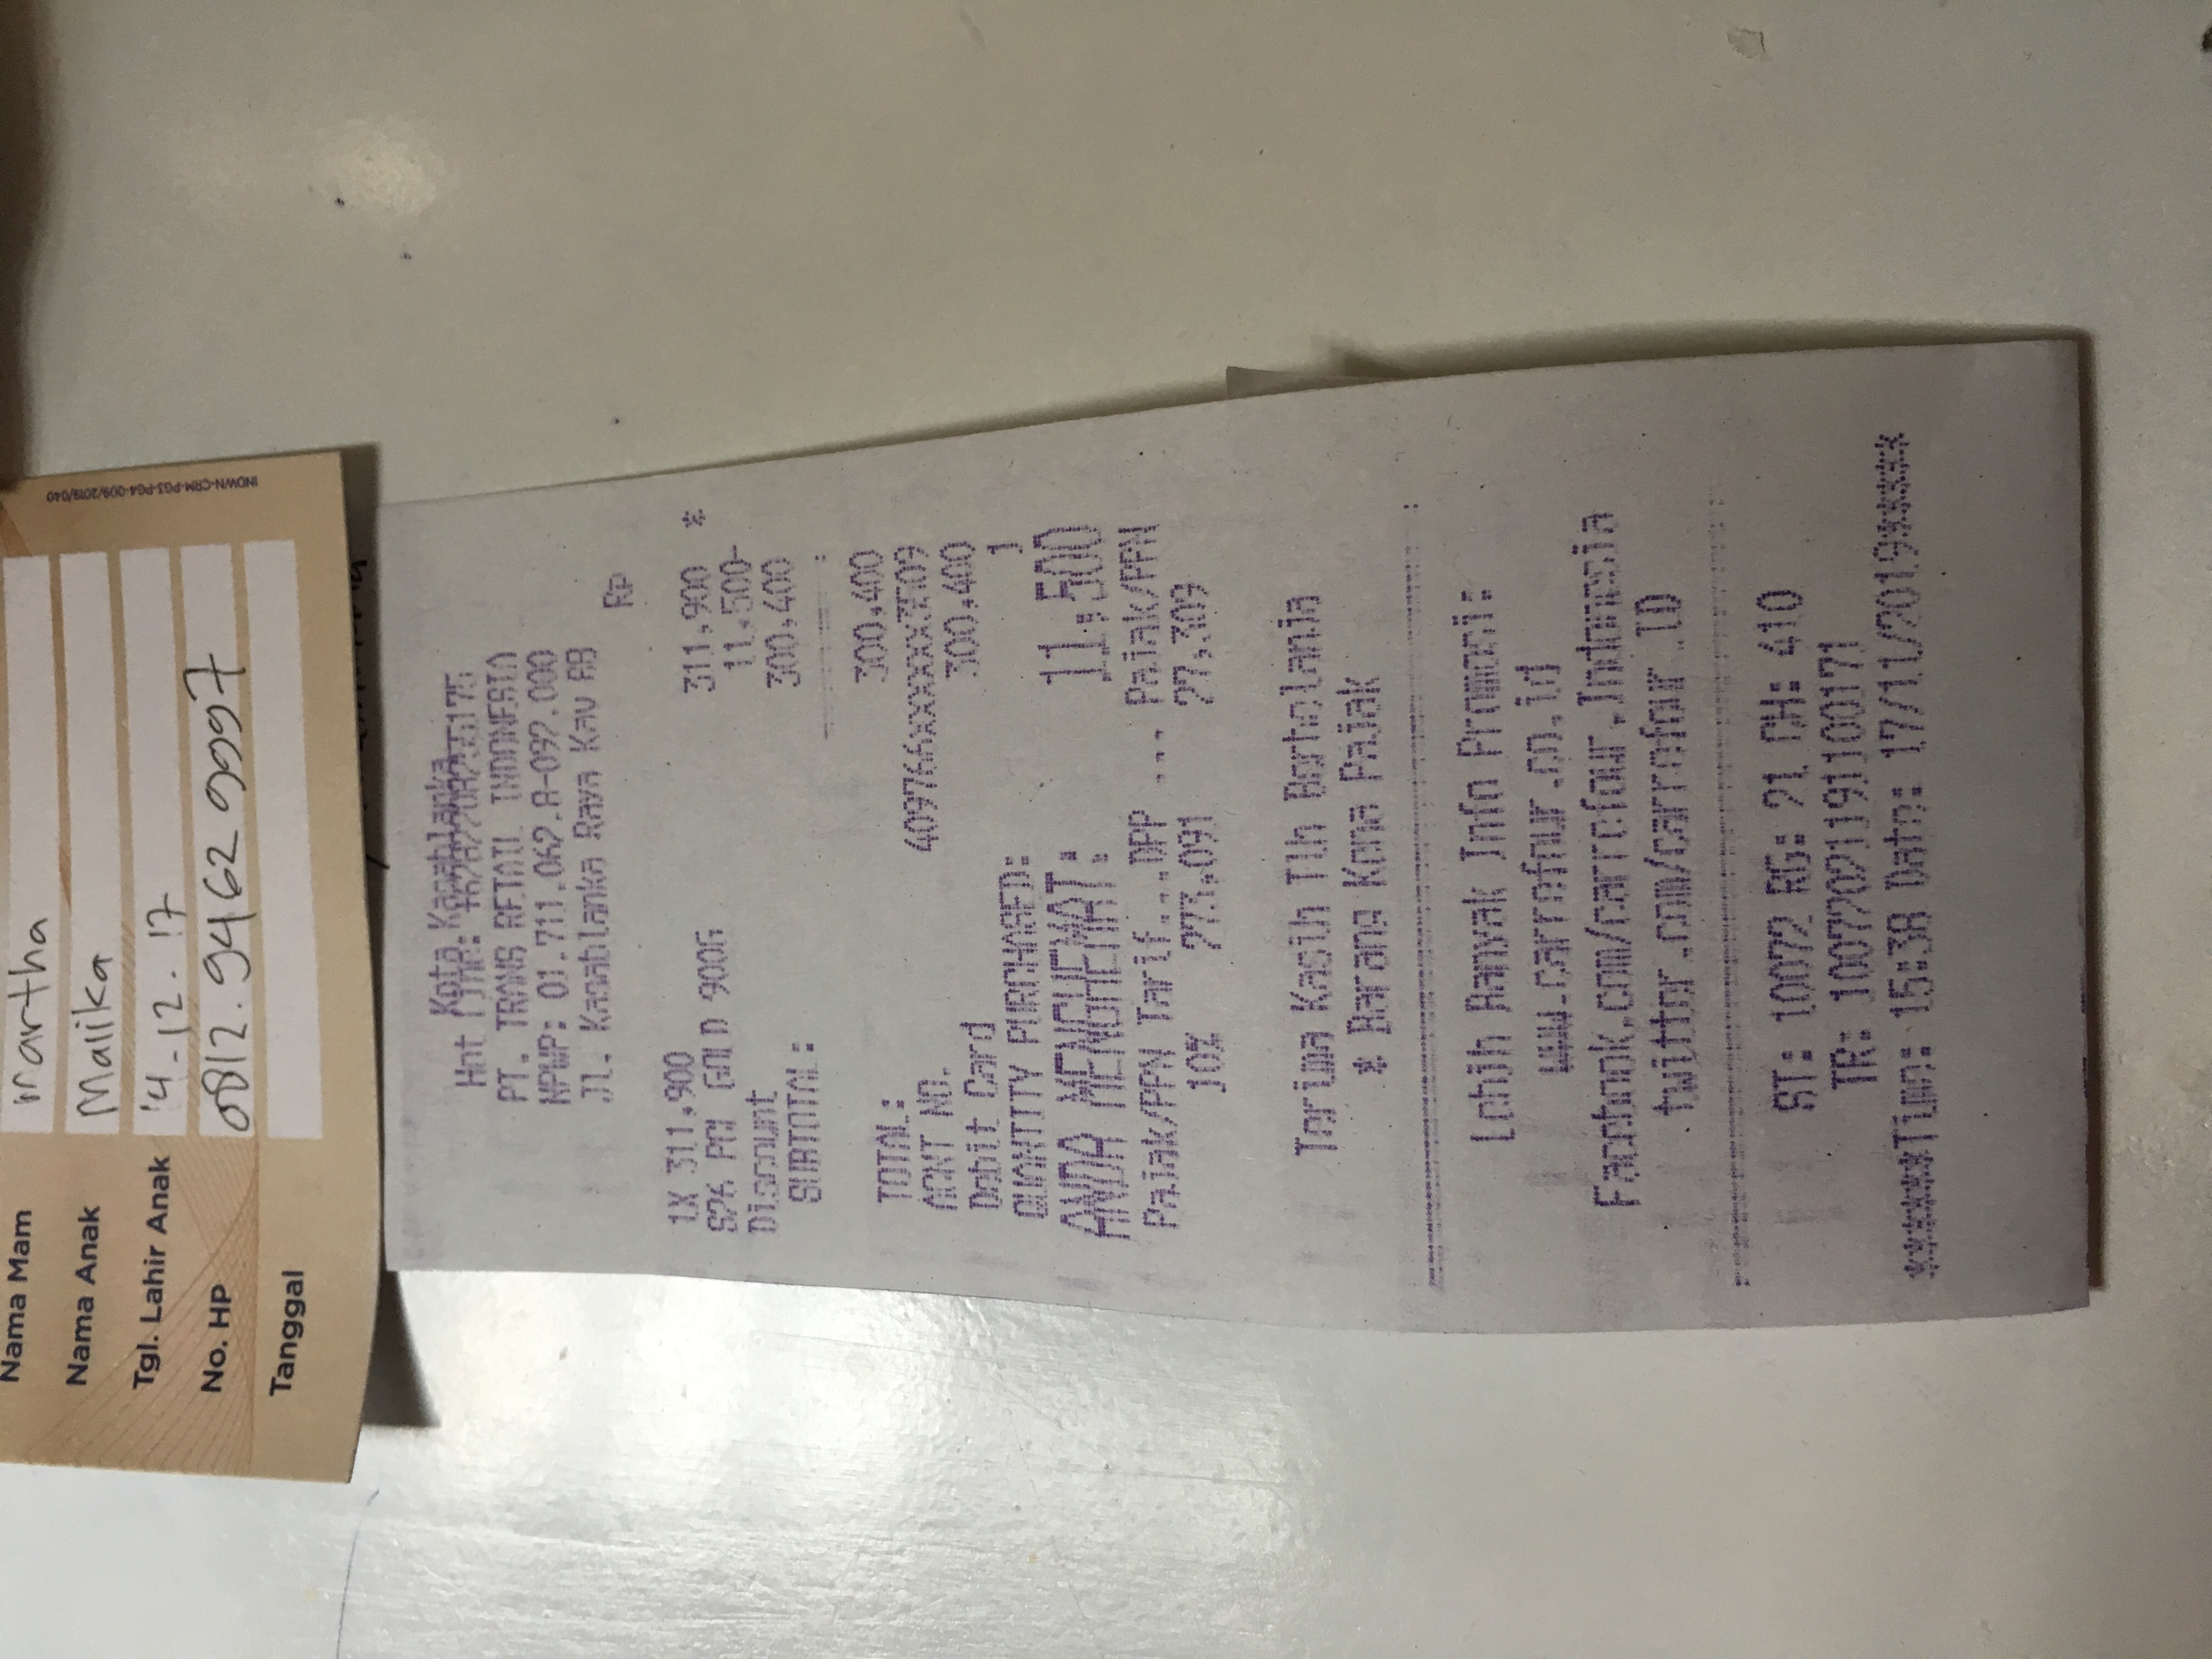 Nama Mam Martha
Nama Anak Malika
Tgl. Lahir Anak 14-12-17
No. HP 0812.9462 9997
Tanggal
INDWN-CRM-PG3-PG4-009/2019/040
Kota Kasablanka
Hot Line:
PT. TRANS RETAIL INDONESIA
NPWP: 01.711.062.8-092.000
Jl. Kasablanka Raya Kav 88
Rp
1X 311,900
S26 PGL GOLD 900G 311,900 *
Discount 11,500-
SUBTOTAL: 300,400
TOTAL: 300,400
ACNT NO. 409766xxxxxx3509
Debit Card 300,400
QUANTITY PURCHASED: 1
ANDA MENGHEMAT: 11,500
Pajak/PPN Tarif...DPP ... Pajak/PPN
10% 273,091 27,309
Terima Kasih Tlh Berbelanja
* Barang Kena Pajak
Lebih Banyak Info Promosi:
www.carrefour.co.id
Facebook.com/carrefour.Indonesia
twitter.com/carrefour_ID
ST: 10072 RG: 21 CH: 410
TR: 10072021191100171
******Time: 15:38 Date: 17/11/2019*****